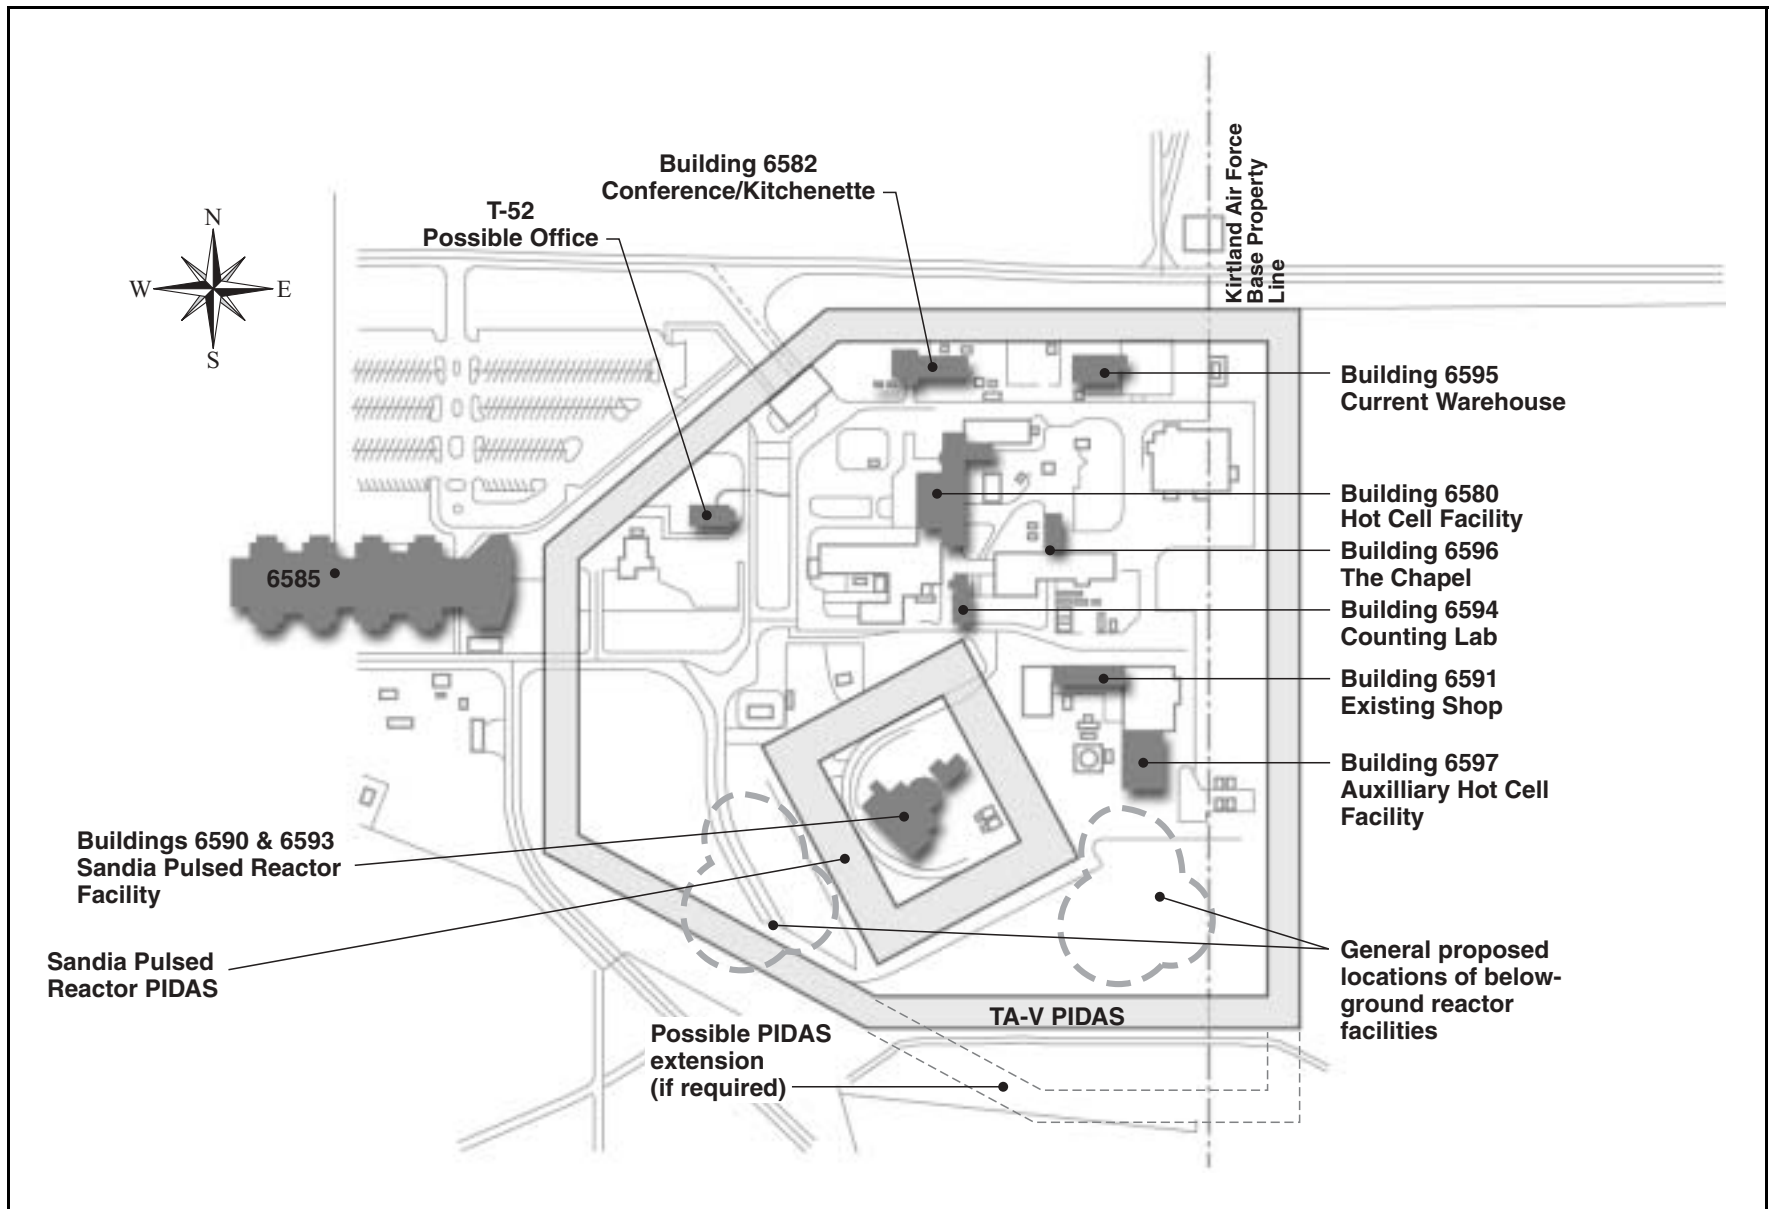 Building 6582
Conference/Kitchenette
T-52
Possible Office
Kirtland Air Force
Base Property
Line
N
W
E
S
Building 6595
Current Warehouse
Building 6580
Hot Cell Facility
Building 6596
The Chapel
6585
Building 6594
Counting Lab
Building 6591
Existing Shop
Building 6597
Auxilliary Hot Cell
Facility
Buildings 6590 & 6593
Sandia Pulsed Reactor
Facility
Sandia Pulsed
Reactor PIDAS
General proposed
locations of below-
ground reactor
facilities
TA-V PIDAS
Possible PIDAS
extension
(if required)